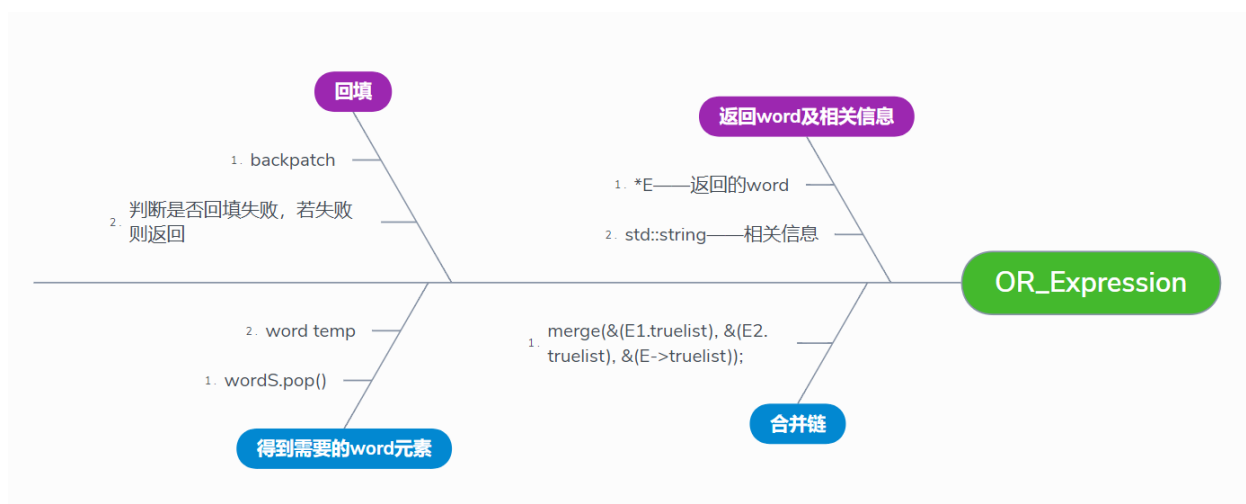 回填
1. backpatch
2. 判断是否回填失败，若失败
则返回
返回word及相关信息
1. *E——返回的word
2. std::string——相关信息
OR_Expression
2. word temp
1. wordS.pop()
得到需要的word元素
1. merge(&(E1.truelist), &(E2.
truelist), &(E->truelist));
合并链